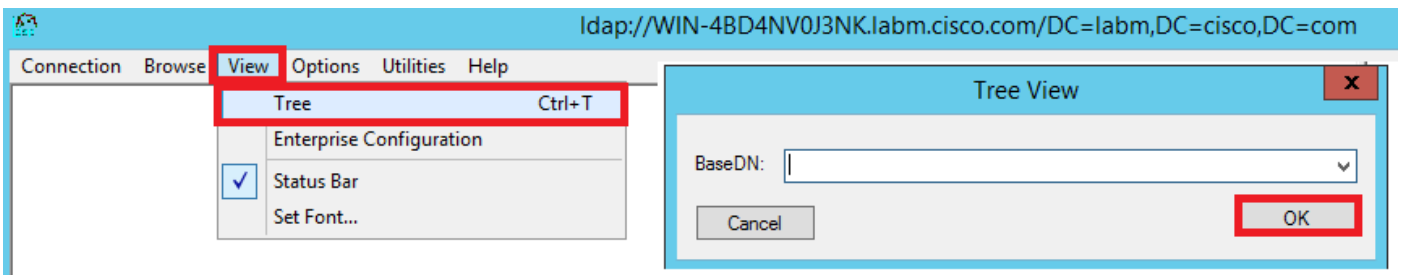 ldap://WIN-4BD4NV0J3NK.labm.cisco.com/DC=labm,DC=cisco,DC=com
Connection Browse View Options Utilities Help
Tree Ctrl+T
Enterprise Configuration
Status Bar
Set Font...
Tree View
x
BaseDN:
Cancel OK